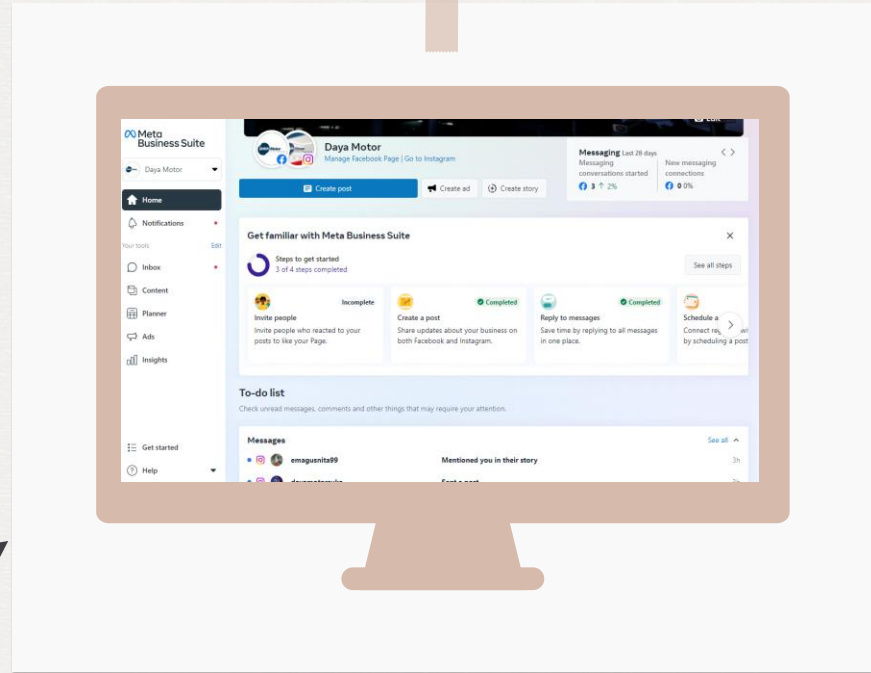 Meta
Business Suite
Daya Motor
Home
Notifications
Your tools
Edit
Inbox
Content
Planner
Ads
Insights
Get started
Help
Edit
Daya Motor
Manage Facebook Page | Go to Instagram
Create post
Create ad
Create story
Messaging Last 28 days
Messaging
conversations started
3 ↑ 2%
New messaging
connections
0 0%
Get familiar with Meta Business Suite
Steps to get started
3 of 4 steps completed
See all steps
Incomplete
Invite people
Invite people who reacted to your
posts to like your Page.
Completed
Create a post
Share updates about your business on
both Facebook and Instagram.
Completed
Reply to messages
Save time by replying to all messages
in one place.
Schedule a
Connect
by scheduling a post
To-do list
Check unread messages, comments and other things that may require your attention.
Messages
See all
emagusnita99
Mentioned you in their story
3h